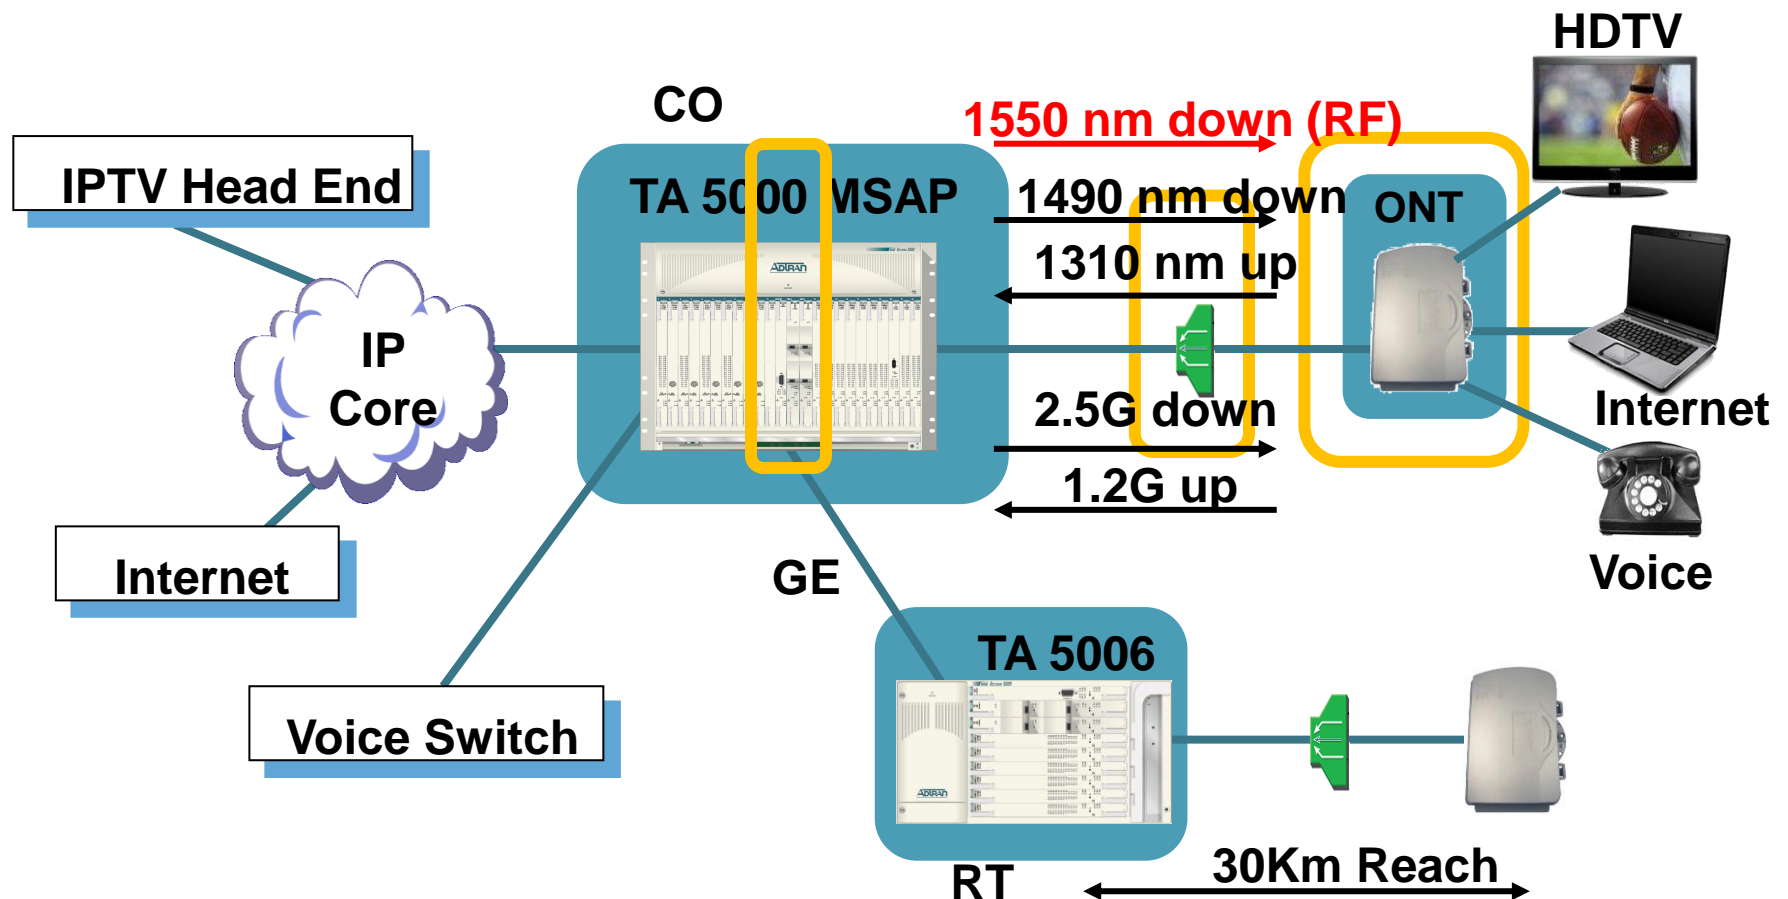 HDTV
CO
1550 nm down (RF)
IPTV Head End
TA 5000 MSAP
1490 nm down
ONT
1310 nm up
ADTRAN
IP
Core
2.5G down
Internet
1.2G up
Internet
GE
Voice
TA 5006
Voice Switch
ADTRAN
30Km Reach
RT